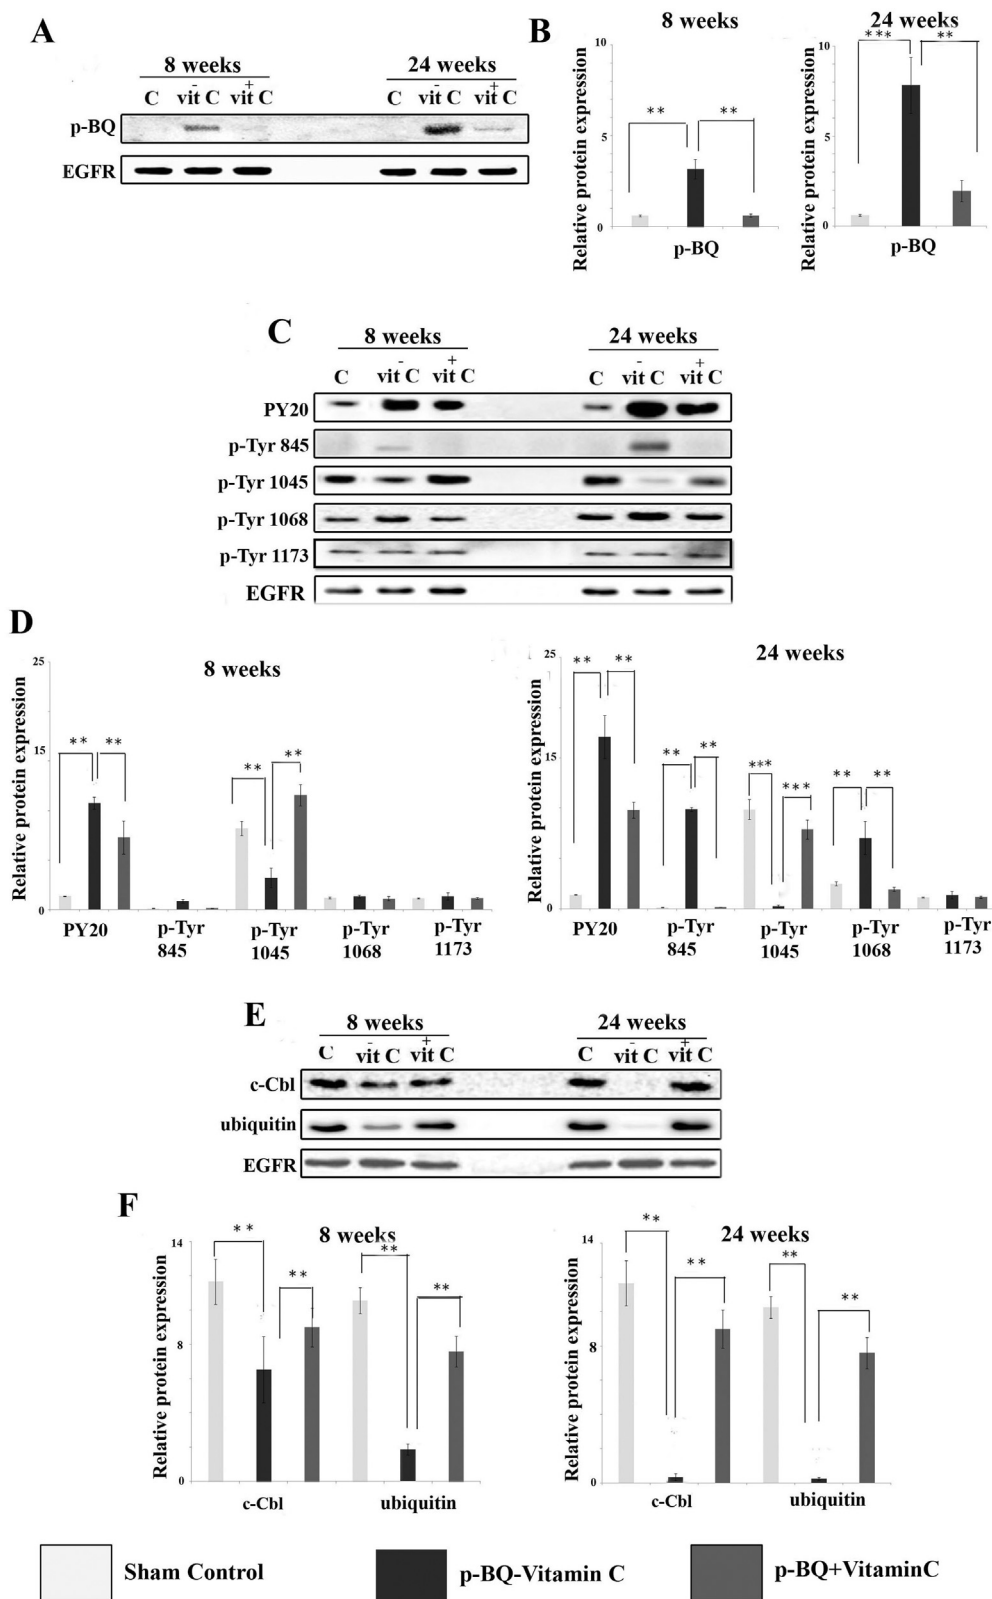 A
8 weeks
24 weeks
- +
- +
C vit C vit C
C vit C vit C
p-BQ
EGFR
B
8 weeks
24 weeks
Relative protein expression
10
5
0
** **
p-BQ
Relative protein expression
10
5
0
*** **
p-BQ
C
8 weeks
24 weeks
- +
- +
C vit C vit C
C vit C vit C
PY20
p-Tyr 845
p-Tyr 1045
p-Tyr 1068
p-Tyr 1173
EGFR
D
8 weeks
Relative protein expression
25
15
0
** **
** **
PY20 p-Tyr p-Tyr p-Tyr p-Tyr
845 1045 1068 1173
24 weeks
Relative protein expression
25
15
0
** **
** **
*** ***
** **
PY20 p-Tyr p-Tyr p-Tyr p-Tyr
845 1045 1068 1173
E
8 weeks
24 weeks
- +
- +
C vit C vit C
C vit C vit C
c-Cbl
ubiquitin
EGFR
F
8 weeks
Relative protein expression
14
8
0
** **
** **
c-Cbl ubiquitin
24 weeks
Relative protein expression
14
8
0
** **
** **
c-Cbl ubiquitin
Sham Control
p-BQ-Vitamin C
p-BQ+VitaminC